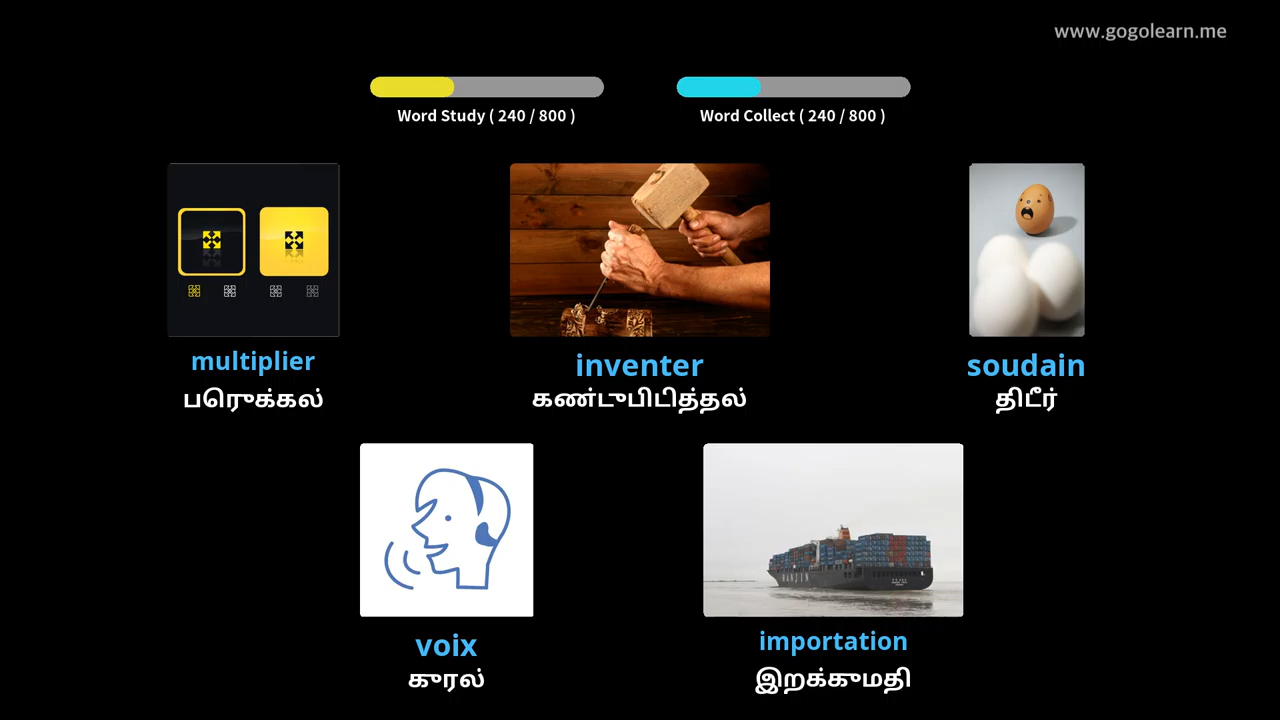 www.gogolearn.me
Word Study ( 240 / 800 )
Word Collect ( 240 / 800 )
multiplier
பெருக்கல்
inventer
கண்டுபிடித்தல்
soudain
திடீர்
HANJIN
voix
குரல்
importation
இறக்குமதி